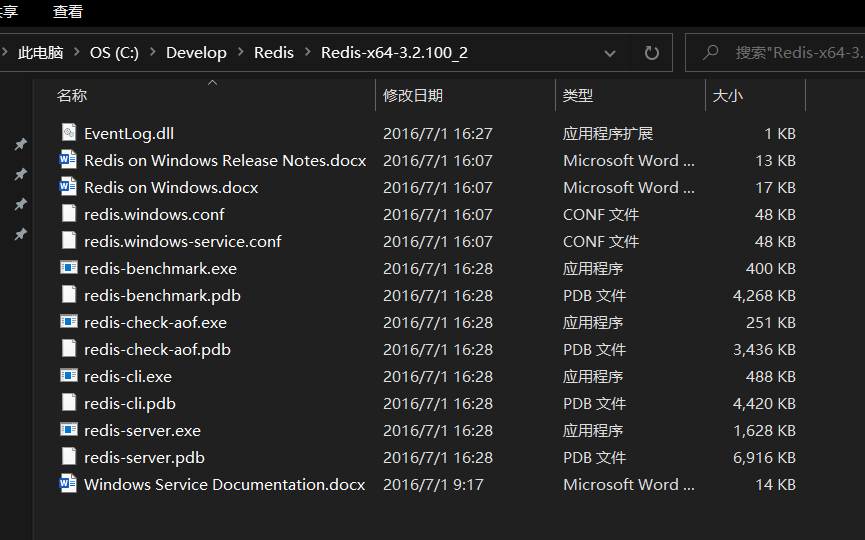 共享 查看
此电脑 > OS (C:) > Develop > Redis > Redis-x64-3.2.100_2 搜索"Redis-x64-3.
名称 修改日期 类型 大小
EventLog.dll 2016/7/1 16:27 应用程序扩展 1 KB
Redis on Windows Release Notes.docx 2016/7/1 16:07 Microsoft Word ... 13 KB
Redis on Windows.docx 2016/7/1 16:07 Microsoft Word ... 17 KB
redis.windows.conf 2016/7/1 16:07 CONF 文件 48 KB
redis.windows-service.conf 2016/7/1 16:07 CONF 文件 48 KB
redis-benchmark.exe 2016/7/1 16:28 应用程序 400 KB
redis-benchmark.pdb 2016/7/1 16:28 PDB 文件 4,268 KB
redis-check-aof.exe 2016/7/1 16:28 应用程序 251 KB
redis-check-aof.pdb 2016/7/1 16:28 PDB 文件 3,436 KB
redis-cli.exe 2016/7/1 16:28 应用程序 488 KB
redis-cli.pdb 2016/7/1 16:28 PDB 文件 4,420 KB
redis-server.exe 2016/7/1 16:28 应用程序 1,628 KB
redis-server.pdb 2016/7/1 16:28 PDB 文件 6,916 KB
Windows Service Documentation.docx 2016/7/1 9:17 Microsoft Word ... 14 KB